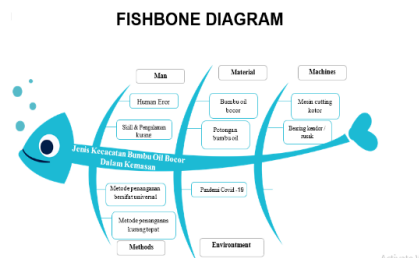 FISHBONE DIAGRAM
Man
Material
Machines
Human Eror
Skill & Pengalaman
kurang
Bumbu oil
bocor
Potongan
bumbu oil
Mesin cutting
kotor
Bearing kendor /
rusak
Jenis Kecacatan Bumbu Oil Bocor
Dalam Kemasan
Metode penanganan
bersifat universal
Metode penanganan
kurang tepat
Pandemi Covid -19
Methods
Environtment